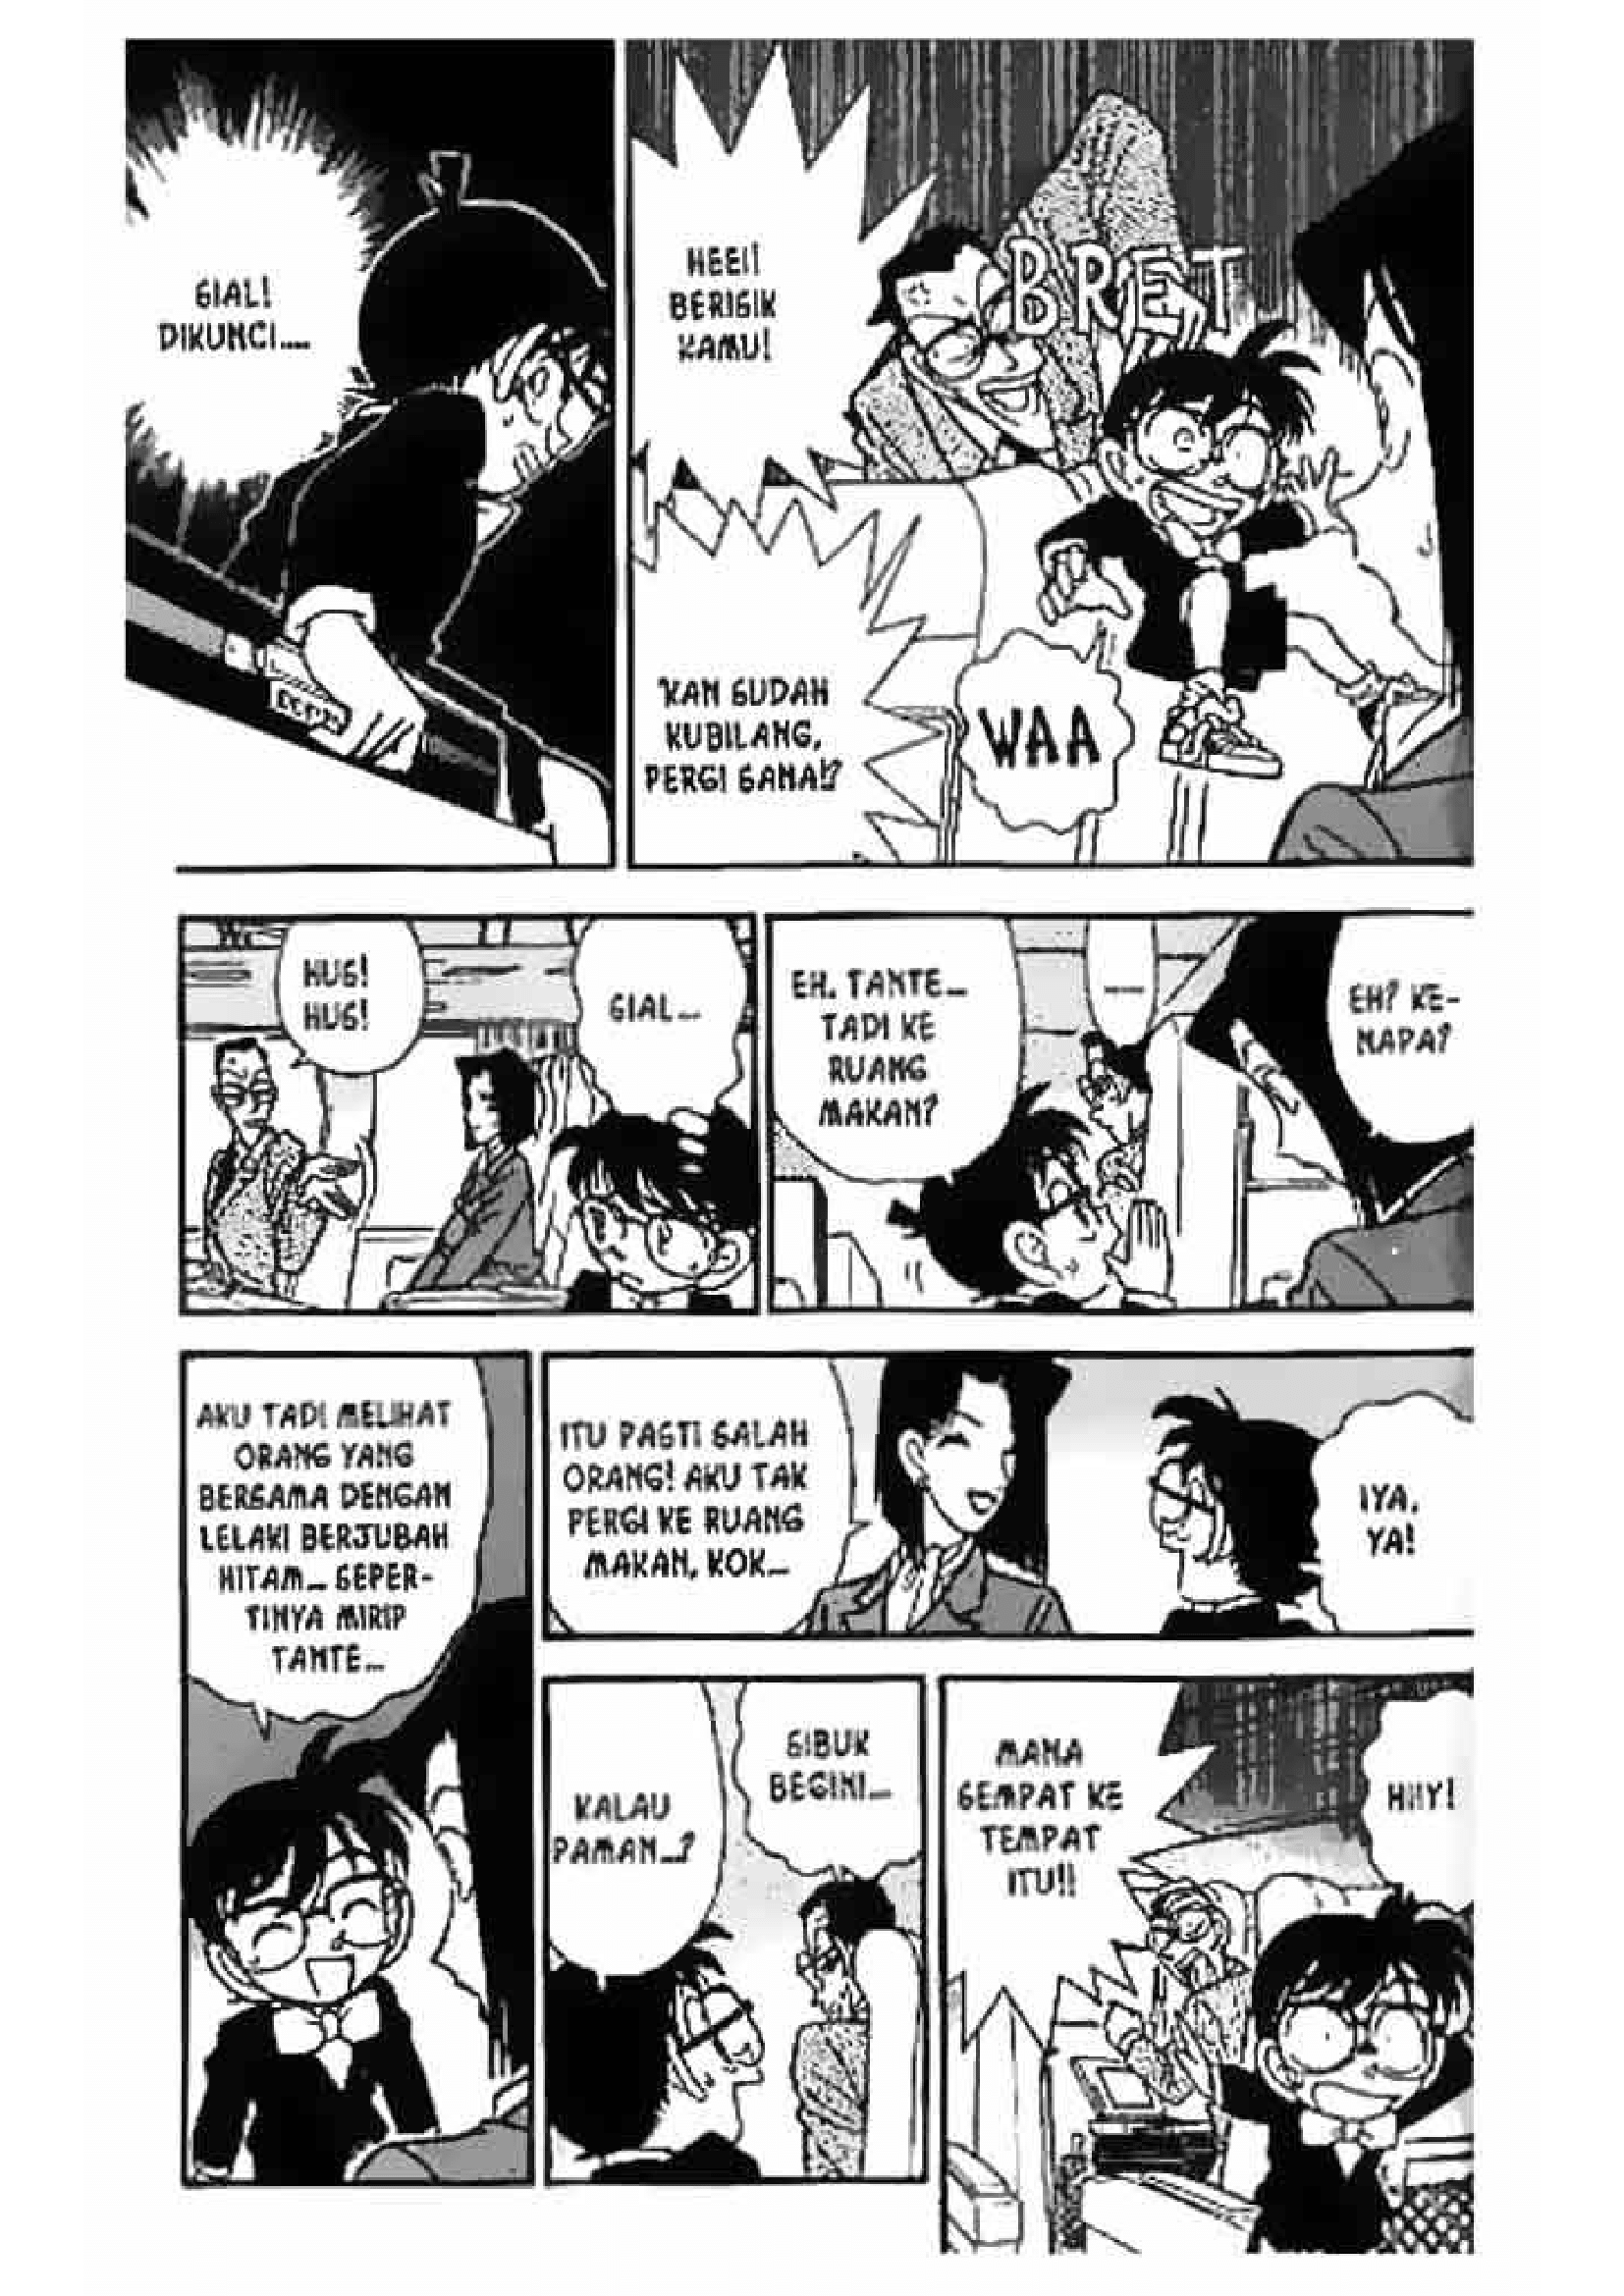 SIAL!
DIKUNCI....
HEEI!
BERISIK
KAMU!
BRET
KAN SUDAH
KUBILANG,
PERGI SANA!?
WAA
HUS!
HUS!
SIAL...
EH, TANTE...
TADI KE
RUANG
MAKAN?
......
EH? KE-
NAPA?
AKU TADI MELIHAT
ORANG YANG
BERSAMA DENGAN
LELAKI BERJUBAH
HITAM... SEPER-
TINYA MIRIP
TANTE...
ITU PASTI SALAH
ORANG! AKU TAK
PERGI KE RUANG
MAKAN, KOK...
IYA,
YA!
KALAU
PAMAN...?
SIBUK
BEGINI...
MANA
SEMPAT KE
TEMPAT
ITU!!
HIIY!